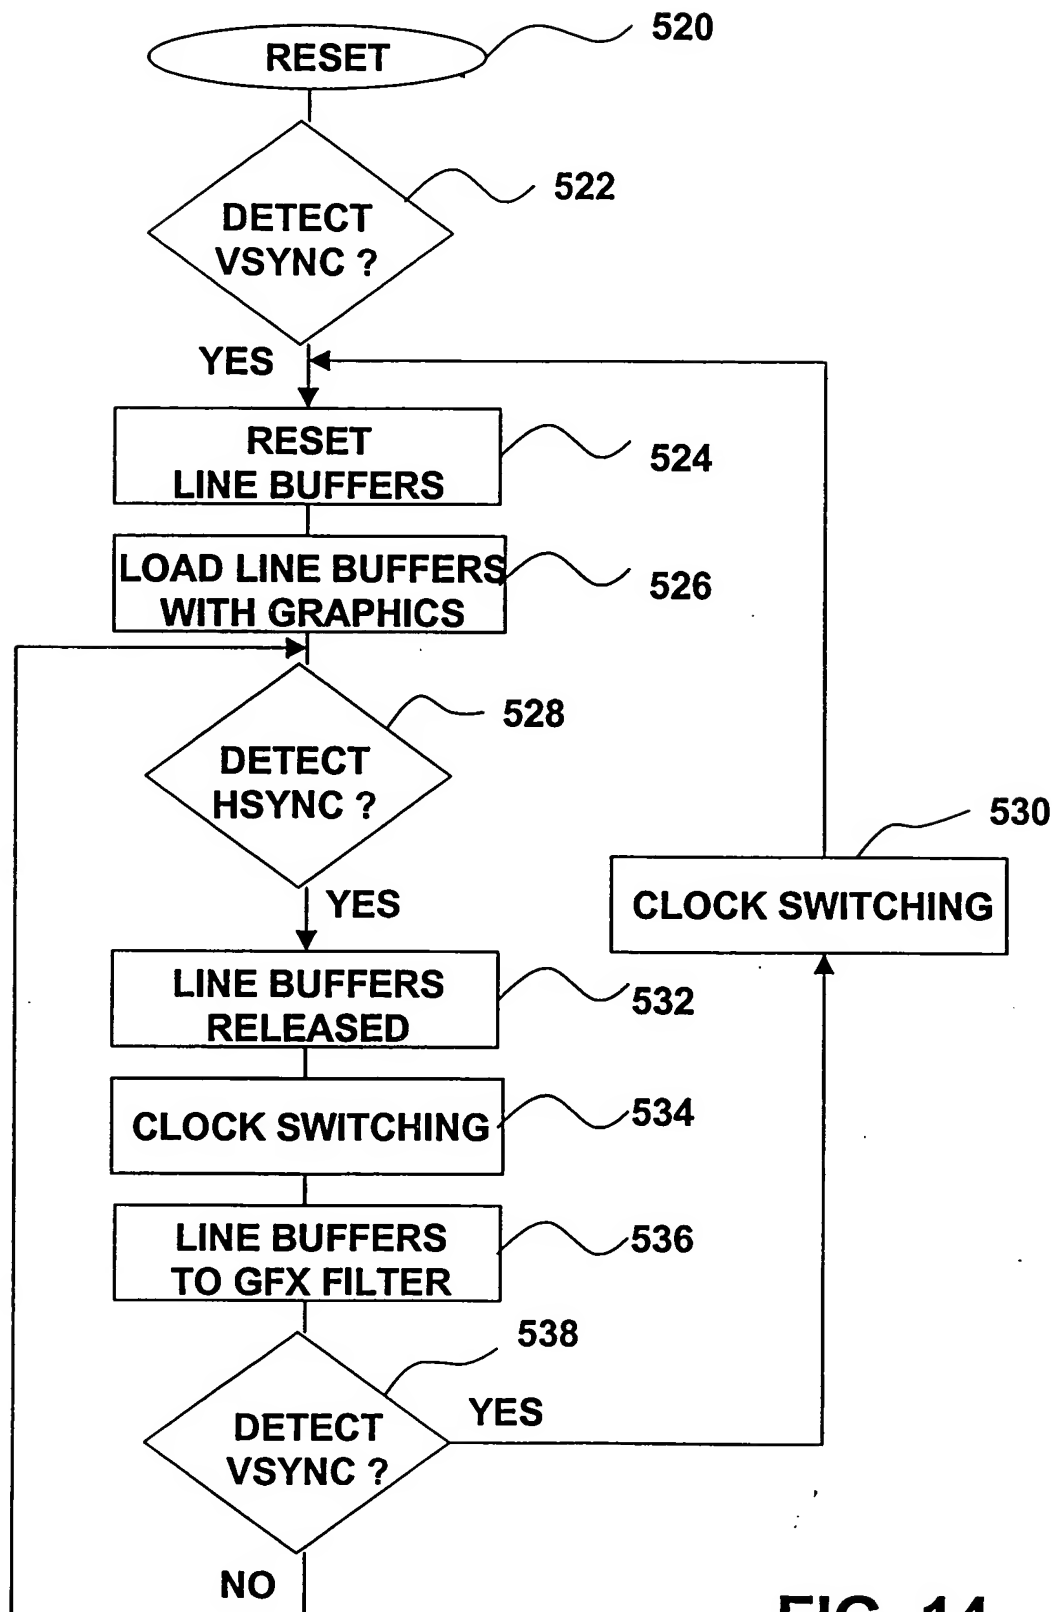 RESET
520
DETECT
VSYNC ?
522
YES
RESET
LINE BUFFERS
524
LOAD LINE BUFFERS
WITH GRAPHICS
526
DETECT
HSYNC ?
528
YES
530
CLOCK SWITCHING
LINE BUFFERS
RELEASED
532
CLOCK SWITCHING
534
LINE BUFFERS
TO GFX FILTER
536
538
DETECT
VSYNC ?
YES
NO
FIG. 14